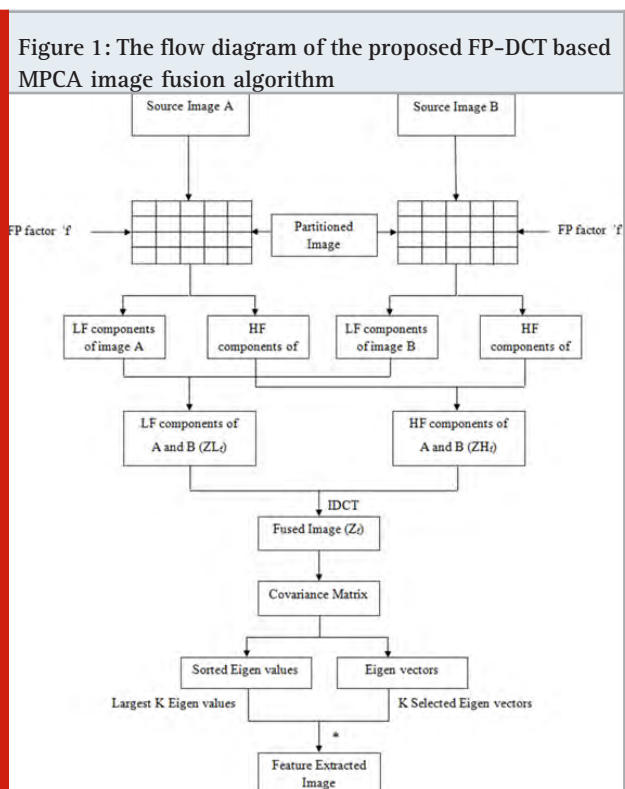 Figure 1: The flow diagram of the proposed FP-DCT based
MPCA image fusion algorithm
Source Image A
Source Image B
FP factor 'f'
Partitioned
Image
FP factor 'f'
LF components
of image A
HF
components of
LF components
of image B
HF
components of
LF components of
A and B (ZLf)
HF components of
A and B (ZHf)
IDCT
Fused Image (Zf)
Covariance Matrix
Sorted Eigen values
Eigen vectors
Largest K Eigen values
K Selected Eigen vectors
*
Feature Extracted
Image